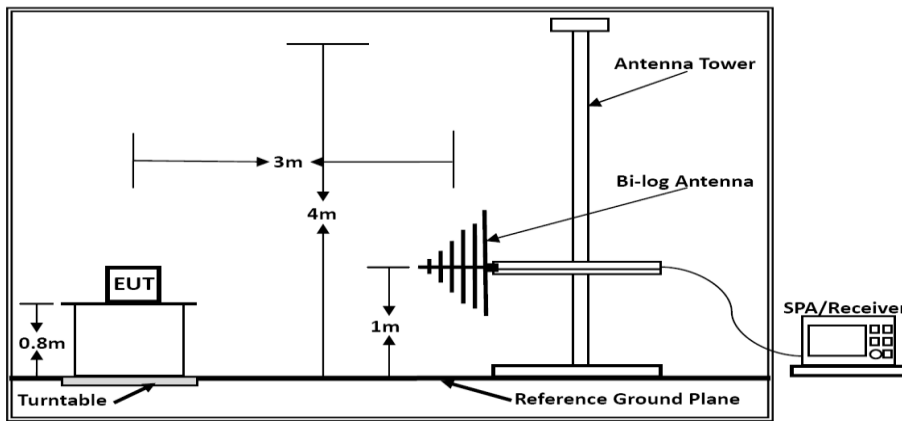 Antenna Tower
3m
Bi-log Antenna
4m
EUT
SPA/Receiver
0.8m
1m
Turntable
Reference Ground Plane